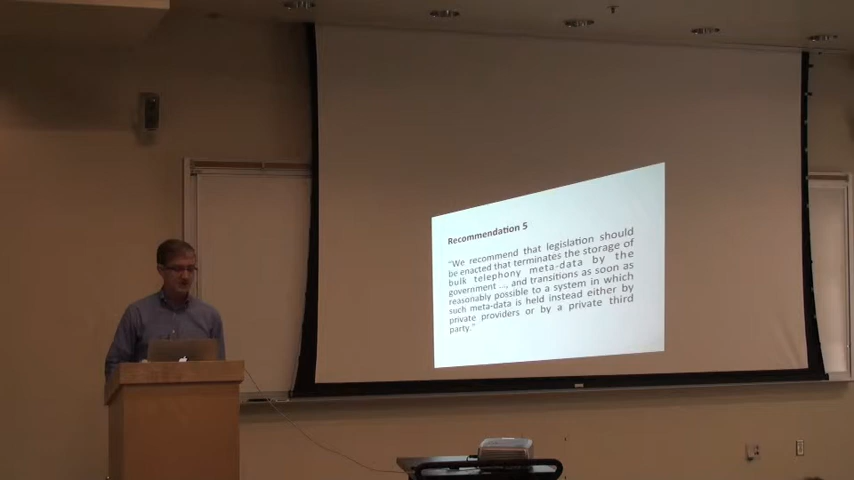 Recommendation 5
"We recommend that legislation should
be enacted that terminates the storage of
bulk telephony meta-data by the
government ..., and transitions as soon as
reasonably possible to a system in which
such meta-data is held instead either by
private providers or by a private third
party."